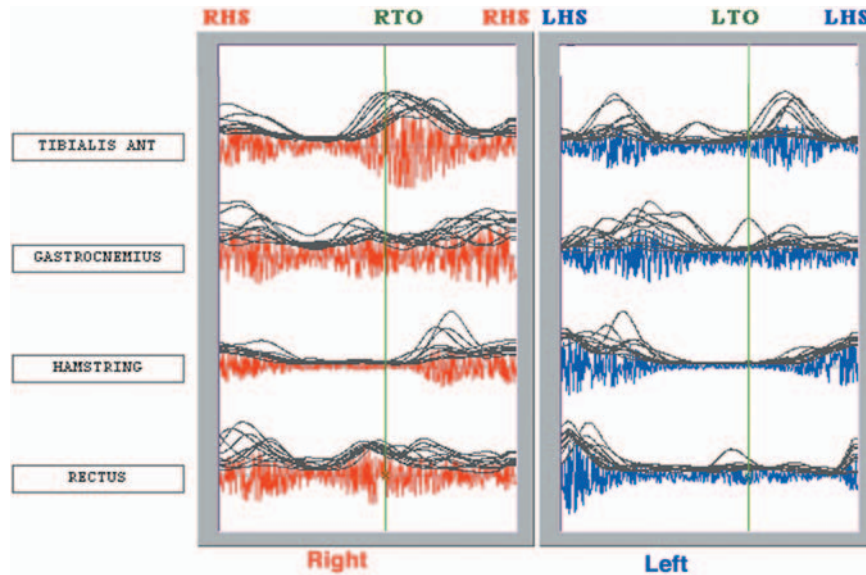 RHS RTO RHS LHS LTO LHS
TIBIALIS ANT
GASTROCNEMIUS
HAMSTRING
RECTUS
Right Left